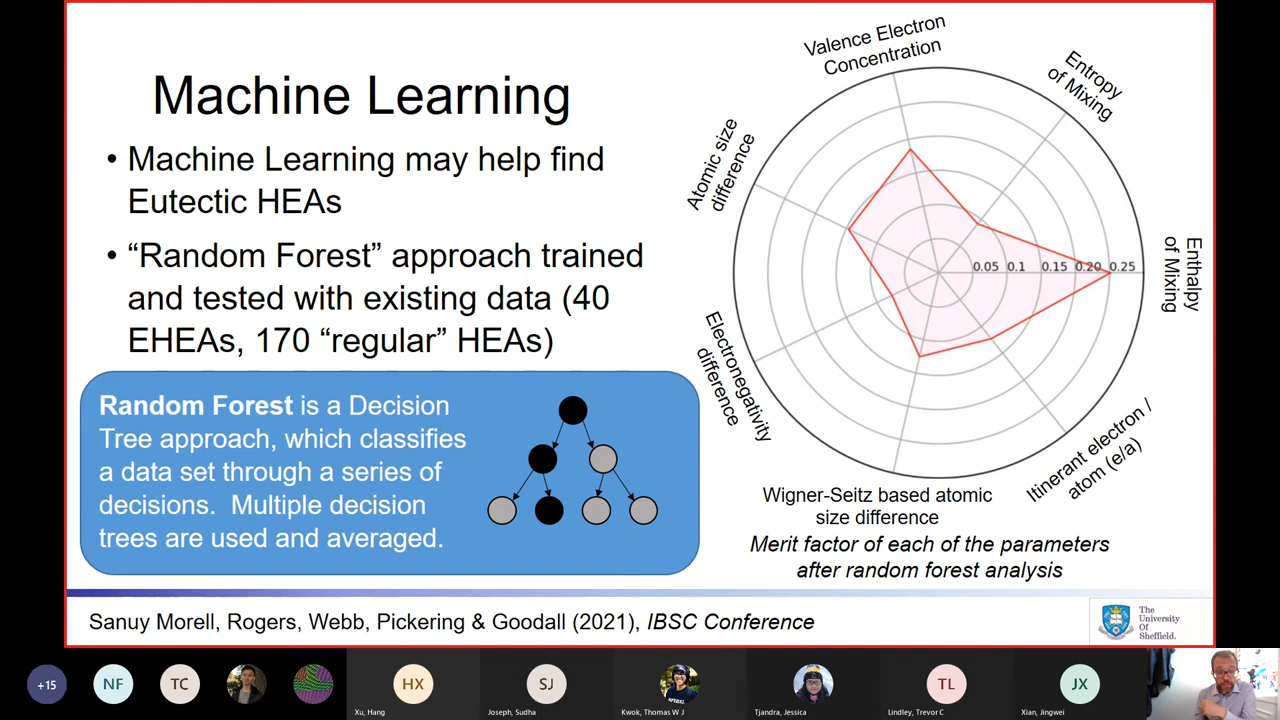 Machine Learning
• Machine Learning may help find
Eutectic HEAs
• “Random Forest” approach trained
and tested with existing data (40
EHEAs, 170 “regular” HEAs)
Random Forest is a Decision
Tree approach, which classifies
a data set through a series of
decisions. Multiple decision
trees are used and averaged.
Valence Electron
Concentration
Entropy
of Mixing
Atomic size
difference
0.05 0.1 0.15 0.20 0.25
Enthalpy
of Mixing
Electronegativity
difference
Itinerant electron /
atom (e/a)
Wigner-Seitz based atomic
size difference
Merit factor of each of the parameters
after random forest analysis
Sanuy Morell, Rogers, Webb, Pickering & Goodall (2021), IBSC Conference
The
University
Of
Sheffield.
+15
NF
TC
HX
Xu, Hang
SJ
Joseph, Sudha
Kwok, Thomas W J
Tjandra, Jessica
TL
Lindley, Trevor C
JX
Xian, Jingwei